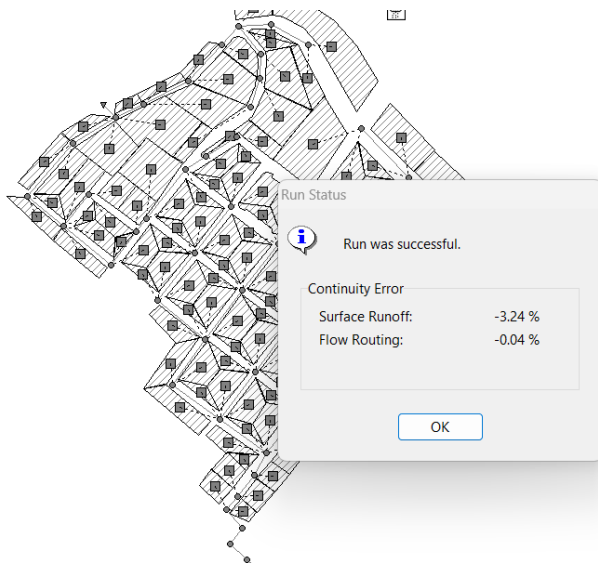 Run Status
Run was successful.
Continuity Error
Surface Runoff: -3.24 %
Flow Routing: -0.04 %
OK